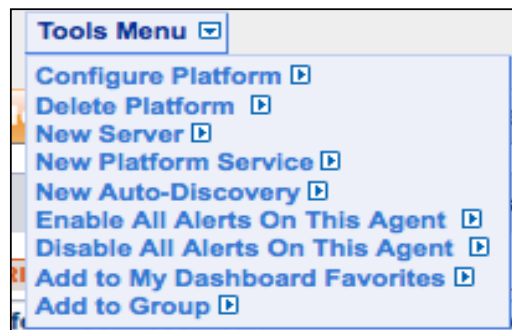 Tools Menu
Configure Platform
Delete Platform
New Server
New Platform Service
New Auto-Discovery
Enable All Alerts On This Agent
Disable All Alerts On This Agent
Add to My Dashboard Favorites
Add to Group